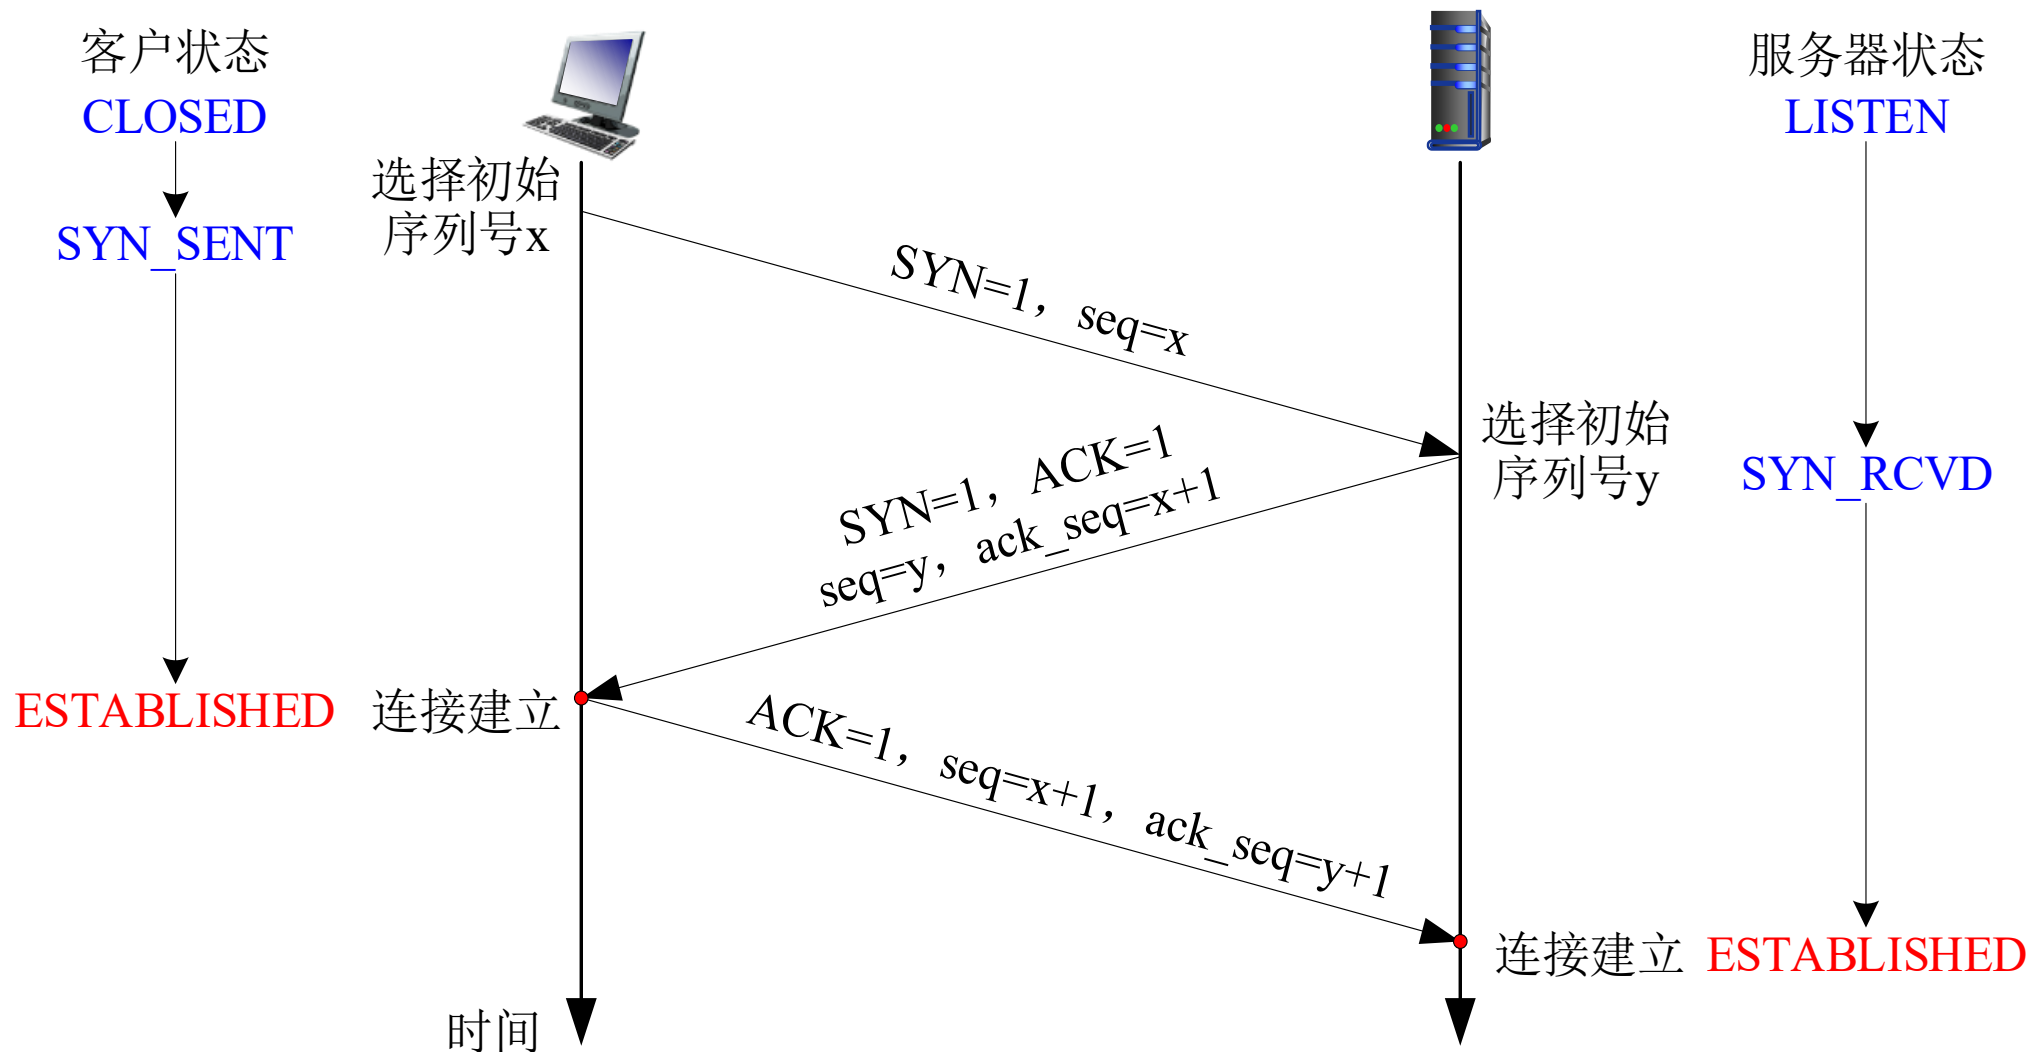 客户状态
服务器状态
CLOSED
LISTEN
选择初始
序列号x
SYN_SENT
SYN=1，seq=x
选择初始
序列号y
SYN_RCVD
SYN=1，ACK=1
seq=y，ack_seq=x+1
ESTABLISHED
连接建立
ACK=1，seq=x+1，ack_seq=y+1
连接建立
ESTABLISHED
时间